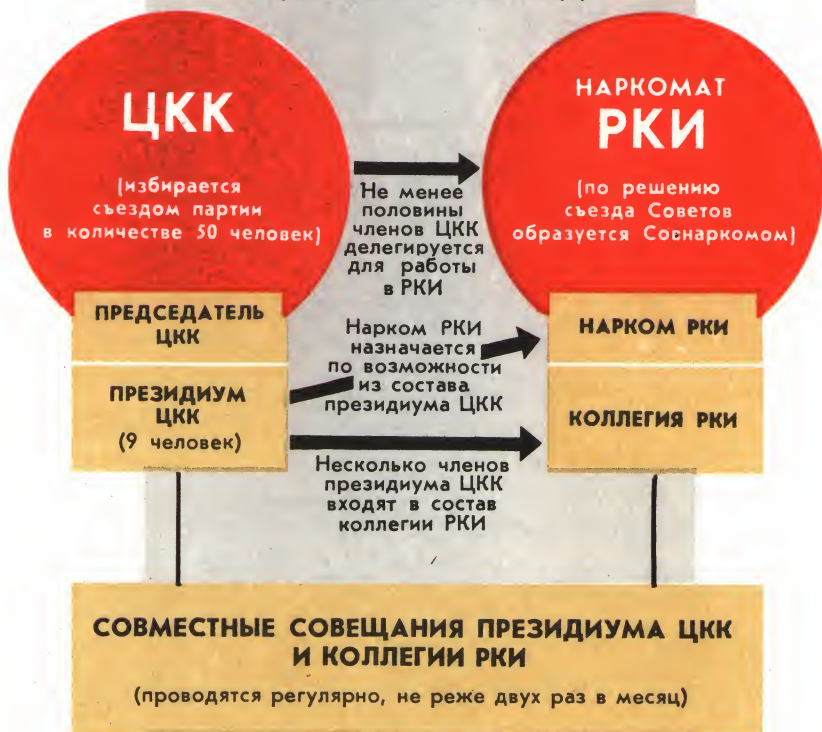 ЦКК
(избирается
съездом партии
в количестве 50 человек)
Не менее
половины
членов ЦКК
делегируется
для работы
в РКИ
НАРКОМАТ
РКИ
(по решению
съезда Советов
образуется Совнаркомом)
ПРЕДСЕДАТЕЛЬ
ЦКК
Нарком РКИ
назначается
по возможности
из состава
президиума ЦКК
НАРКОМ РКИ
ПРЕЗИДИУМ
ЦКК
(9 человек)
КОЛЛЕГИЯ РКИ
Несколько членов
президиума ЦКК
входят в состав
коллегии РКИ
СОВМЕСТНЫЕ СОВЕЩАНИЯ ПРЕЗИДИУМА ЦКК
И КОЛЛЕГИИ РКИ
(проводятся регулярно, не реже двух раз в месяц)